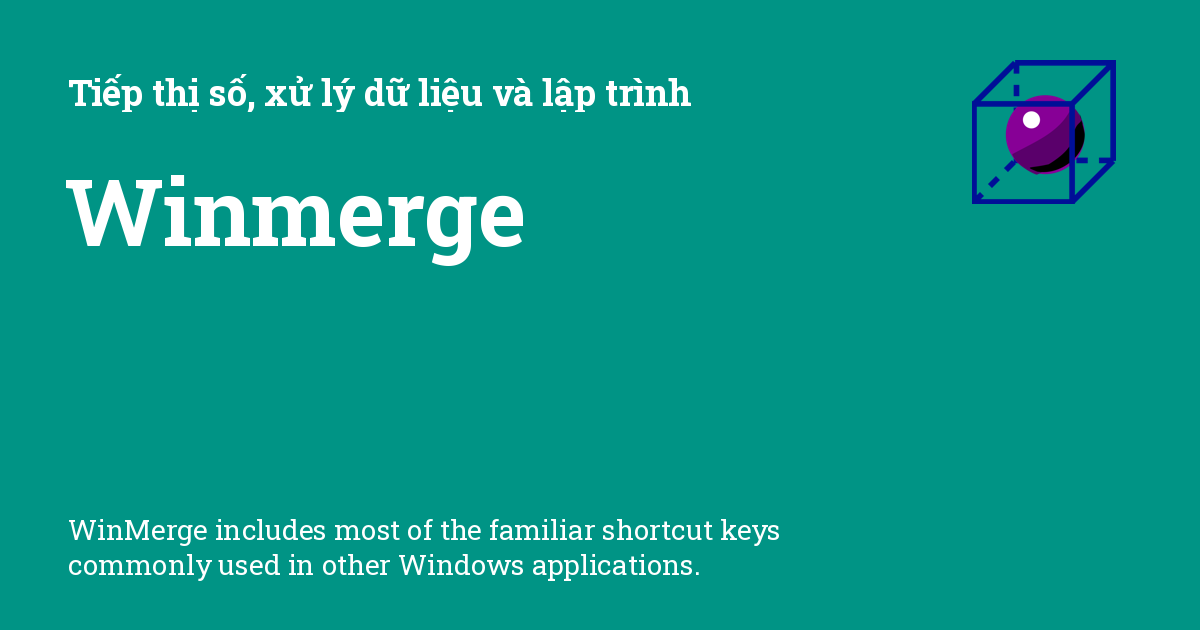 Tiếp thị số, xử lý dữ liệu và lập trình
Winmerge
WinMerge includes most of the familiar shortcut keys
commonly used in other Windows applications.